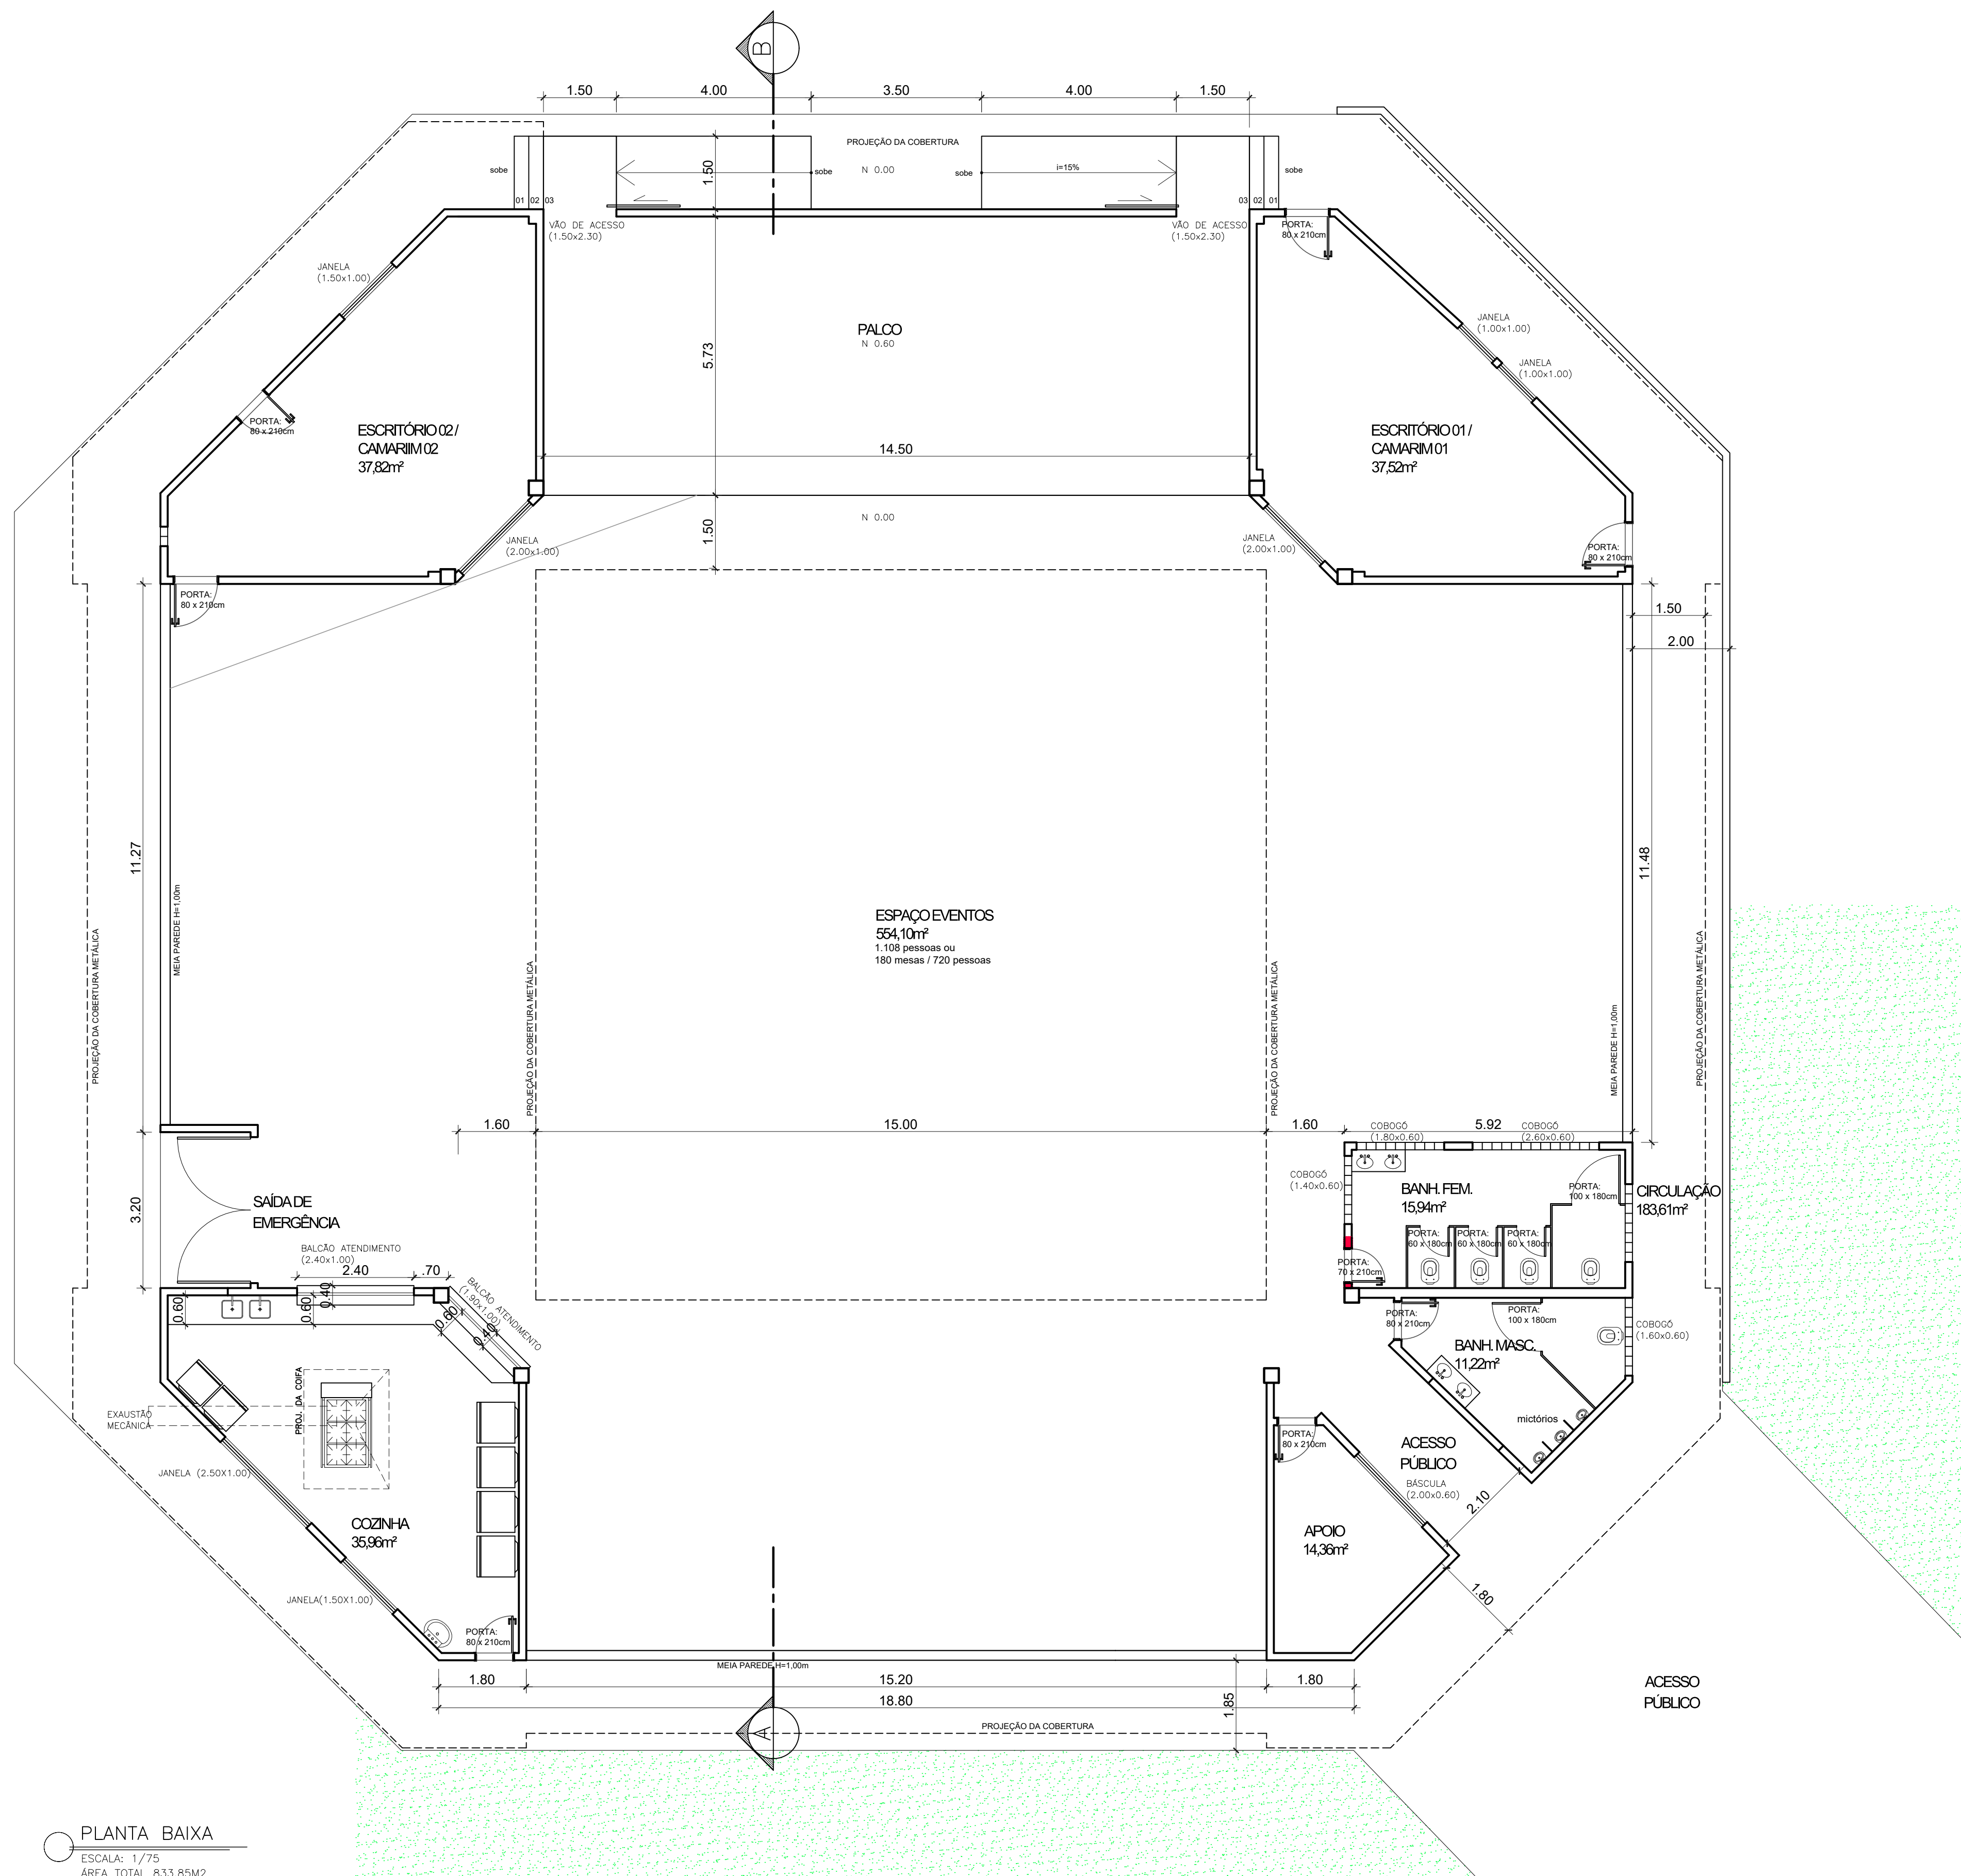 B
1.50
4.00
3.50
4.00
1.50
PROJEÇÃO DA COBERTURA
sobe
1.50
sobe
N 0.00
sobe
i=15%
sobe
01 02 03
03 02 01
VÃO DE ACESSO
(1.50x2.30)
VÃO DE ACESSO
(1.50x2.30)
PORTA:
80 x 210cm
JANELA
(1.50x1.00)
PALCO
N 0.60
5.73
JANELA
(1.00x1.00)
JANELA
(1.00x1.00)
PORTA:
80 x 210cm
ESCRITÓRIO 02 /
CAMARIIM 02
37,82m²
14.50
ESCRITÓRIO 01 /
CAMARIM 01
37,52m²
N 0.00
1.50
JANELA
(2.00x1.00)
JANELA
(2.00x1.00)
PORTA:
80 x 210cm
PORTA:
80 x 210cm
1.50
2.00
11.27
11.48
MEIA PAREDE H=1,00m
PROJEÇÃO DA COBERTURA METÁLICA
ESPAÇO EVENTOS
554,10m²
1.108 pessoas ou
180 mesas / 720 pessoas
PROJEÇÃO DA COBERTURA METÁLICA
PROJEÇÃO DA COBERTURA METÁLICA
MEIA PAREDE H=1,00m
PROJEÇÃO DA COBERTURA METÁLICA
1.60
15.00
1.60
5.92
COBOGÓ
(1.80x0.60)
COBOGÓ
(2.60x0.60)
COBOGÓ
(1.40x0.60)
3.20
SAÍDA DE
EMERGÊNCIA
BANH. FEM.
15,94m²
PORTA:
100 x 180cm
CIRCULAÇÃO
183,61m²
PORTA:
60 x 180cm
PORTA:
60 x 180cm
PORTA:
60 x 180cm
PORTA:
70 x 210cm
BALCÃO ATENDIMENTO
(2.40x1.00)
2.40
.70
0.60
0.60
0.40
BALCÃO ATENDIMENTO
(1.90x1.00)
0.60
0.40
PORTA:
80 x 210cm
PORTA:
100 x 180cm
COBOGÓ
(1.60x0.60)
BANH. MASC.
11,22m²
mictórios
EXAUSTÃO
MECÂNICA
PROJ. DA COIFA
JANELA (2.50X1.00)
PORTA:
80 x 210cm
ACESSO
PÚBLICO
BÁSCULA
(2.00x0.60)
2.10
COZINHA
35,96m²
APOIO
14,36m²
JANELA(1.50X1.00)
1.80
PORTA:
80 x 210cm
MEIA PAREDE H=1,00m
1.80
15.20
1.80
18.80
1.85
ACESSO
PÚBLICO
A
PROJEÇÃO DA COBERTURA
PLANTA BAIXA
ESCALA: 1/75
ÁREA TOTAL 833,85M2